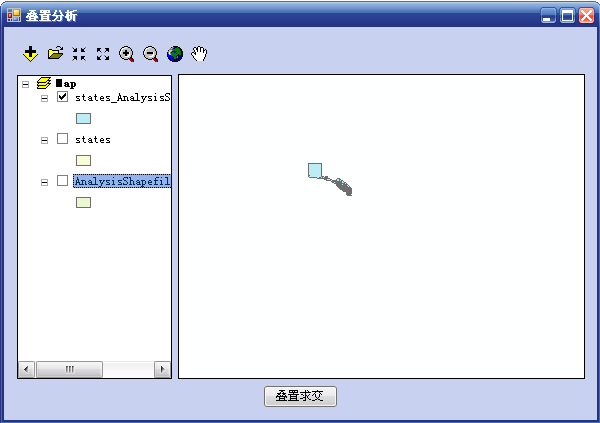 叠置分析
Map
states_AnalysisS
states
AnalysisShapefil
叠置求交